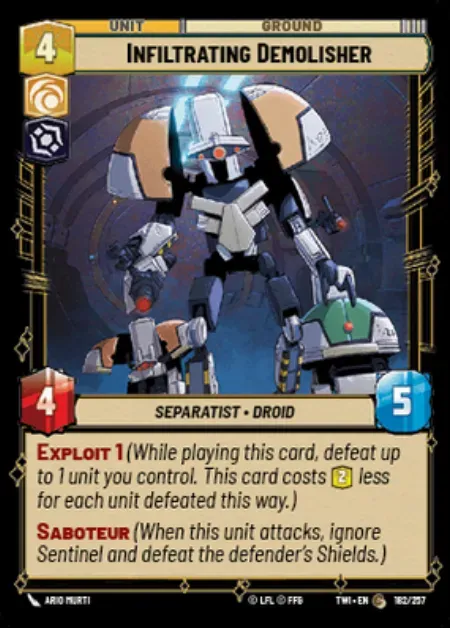 UNIT GROUND
4 INFILTRATING DEMOLISHER
4 SEPARATIST • DROID 5
EXPLOIT 1 (While playing this card, defeat up
to 1 unit you control. This card costs 2 less
for each unit defeated this way.)
SABOTEUR (When this unit attacks, ignore
Sentinel and defeat the defender's Shields.)
ARIO MURTI © LFL © FFG TWI • EN 182/257